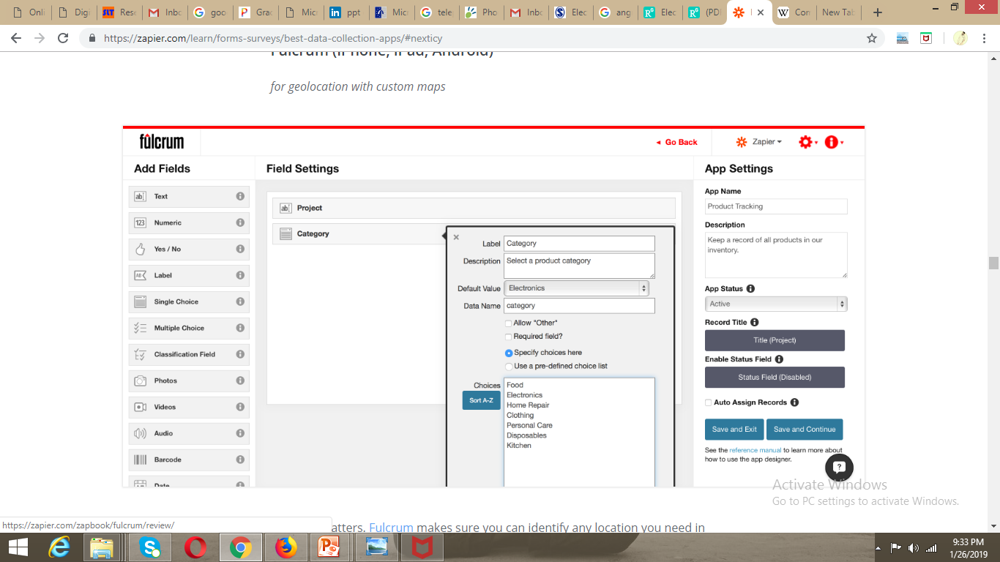 Onli
Digi
SLT Rese
Inbo
goo
Grac
Mic
in ppt
Mic
tele
Pho
Inbo
S Elec
ang
Elec
(PD
W Con
New Tab
https://zapier.com/learn/forms-surveys/best-data-collection-apps/#nexticy
Fulcrum (iPhone, iPad, Android)
for geolocation with custom maps
fulcrum
Go Back
Zapier
Add Fields
Text
Numeric
Yes / No
Label
Single Choice
Multiple Choice
Classification Field
Photos
Videos
Audio
Barcode
Date
Field Settings
Project
Category
Label Category
Description Select a product category
Default Value Electronics
Data Name category
Allow "Other"
Required field?
Specify choices here
Use a pre-defined choice list
Choices
Sort A-Z
Food
Electronics
Home Repair
Clothing
Personal Care
Disposables
Kitchen
App Settings
App Name
Product Tracking
Description
Keep a record of all products in our
inventory.
App Status
Active
Record Title
Title (Project)
Enable Status Field
Status Field (Disabled)
Auto Assign Records
Save and Exit
Save and Continue
See the reference manual to learn more about
how to use the app designer.
Activate Windows
Go to PC settings to activate Windows.
https://zapier.com/zapbook/fulcrum/review/
atters. Fulcrum makes sure you can identify any location you need in
9:33 PM
1/26/2019